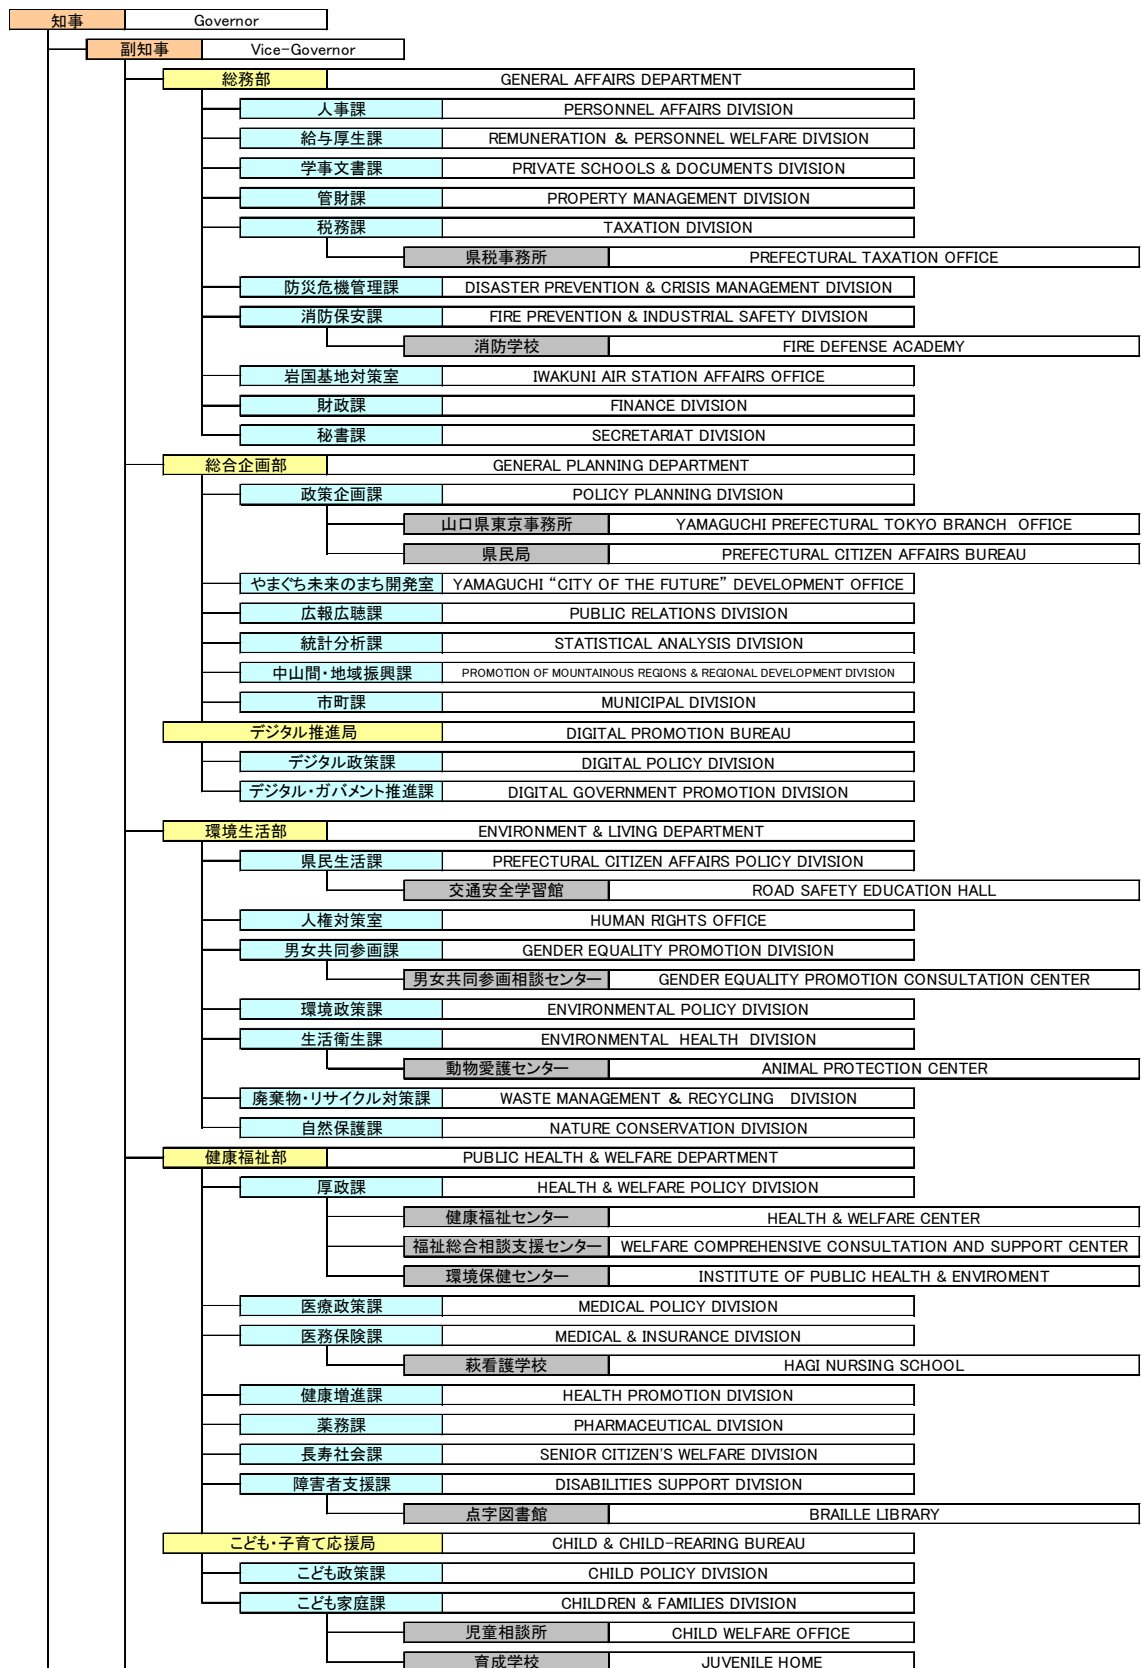 知事 Governor
副知事 Vice-Governor
総務部 GENERAL AFFAIRS DEPARTMENT
人事課 PERSONNEL AFFAIRS DIVISION
給与厚生課 REMUNERATION & PERSONNEL WELFARE DIVISION
学事文書課 PRIVATE SCHOOLS & DOCUMENTS DIVISION
管財課 PROPERTY MANAGEMENT DIVISION
税務課 TAXATION DIVISION
県税事務所 PREFECTURAL TAXATION OFFICE
防災危機管理課 DISASTER PREVENTION & CRISIS MANAGEMENT DIVISION
消防保安課 FIRE PREVENTION & INDUSTRIAL SAFETY DIVISION
消防学校 FIRE DEFENSE ACADEMY
岩国基地対策室 IWAKUNI AIR STATION AFFAIRS OFFICE
財政課 FINANCE DIVISION
秘書課 SECRETARIAT DIVISION
総合企画部 GENERAL PLANNING DEPARTMENT
政策企画課 POLICY PLANNING DIVISION
山口県東京事務所 YAMAGUCHI PREFECTURAL TOKYO BRANCH OFFICE
県民局 PREFECTURAL CITIZEN AFFAIRS BUREAU
やまぐち未来のまち開発室 YAMAGUCHI “CITY OF THE FUTURE” DEVELOPMENT OFFICE
広報広聴課 PUBLIC RELATIONS DIVISION
統計分析課 STATISTICAL ANALYSIS DIVISION
中山間・地域振興課 PROMOTION OF MOUNTAINOUS REGIONS & REGIONAL DEVELOPMENT DIVISION
市町課 MUNICIPAL DIVISION
デジタル推進局 DIGITAL PROMOTION BUREAU
デジタル政策課 DIGITAL POLICY DIVISION
デジタル・ガバメント推進課 DIGITAL GOVERNMENT PROMOTION DIVISION
環境生活部 ENVIRONMENT & LIVING DEPARTMENT
県民生活課 PREFECTURAL CITIZEN AFFAIRS POLICY DIVISION
交通安全学習館 ROAD SAFETY EDUCATION HALL
人権対策室 HUMAN RIGHTS OFFICE
男女共同参画課 GENDER EQUALITY PROMOTION DIVISION
男女共同参画相談センター GENDER EQUALITY PROMOTION CONSULTATION CENTER
環境政策課 ENVIRONMENTAL POLICY DIVISION
生活衛生課 ENVIRONMENTAL HEALTH DIVISION
動物愛護センター ANIMAL PROTECTION CENTER
廃棄物・リサイクル対策課 WASTE MANAGEMENT & RECYCLING DIVISION
自然保護課 NATURE CONSERVATION DIVISION
健康福祉部 PUBLIC HEALTH & WELFARE DEPARTMENT
厚政課 HEALTH & WELFARE POLICY DIVISION
健康福祉センター HEALTH & WELFARE CENTER
福祉総合相談支援センター WELFARE COMPREHENSIVE CONSULTATION AND SUPPORT CENTER
環境保健センター INSTITUTE OF PUBLIC HEALTH & ENVIROMENT
医療政策課 MEDICAL POLICY DIVISION
医務保険課 MEDICAL & INSURANCE DIVISION
萩看護学校 HAGI NURSING SCHOOL
健康増進課 HEALTH PROMOTION DIVISION
薬務課 PHARMACEUTICAL DIVISION
長寿社会課 SENIOR CITIZEN'S WELFARE DIVISION
障害者支援課 DISABILITIES SUPPORT DIVISION
点字図書館 BRAILLE LIBRARY
こども・子育て応援局 CHILD & CHILD-REARING BUREAU
こども政策課 CHILD POLICY DIVISION
こども家庭課 CHILDREN & FAMILIES DIVISION
児童相談所 CHILD WELFARE OFFICE
育成学校 JUVENILE HOME